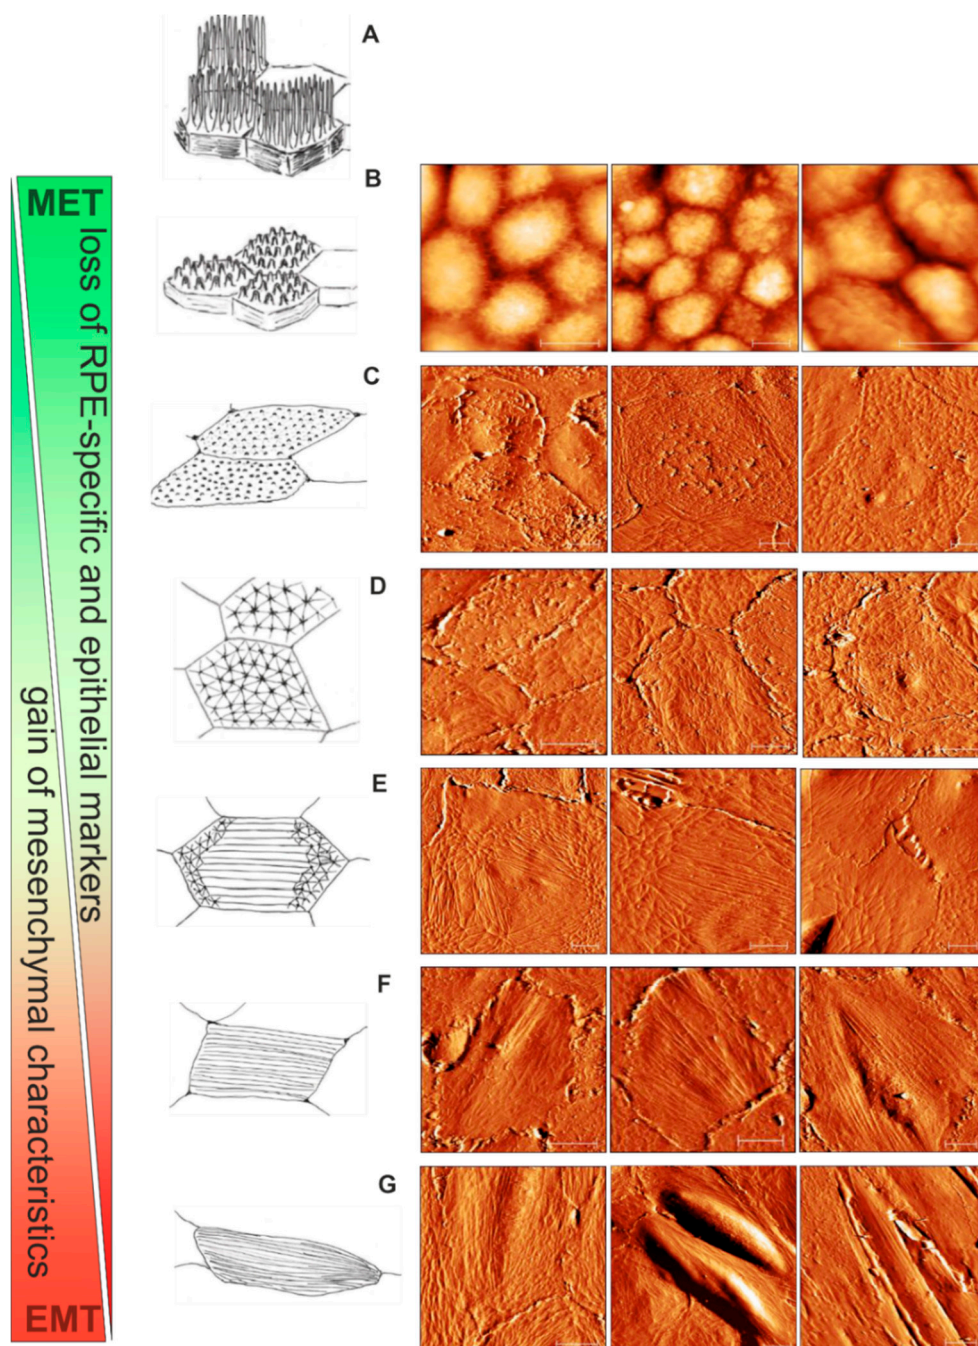 A
B
MET
loss of RPE-specific and epithelial markers
C
D
gain of mesenchymal characteristics
E
F
G
EMT